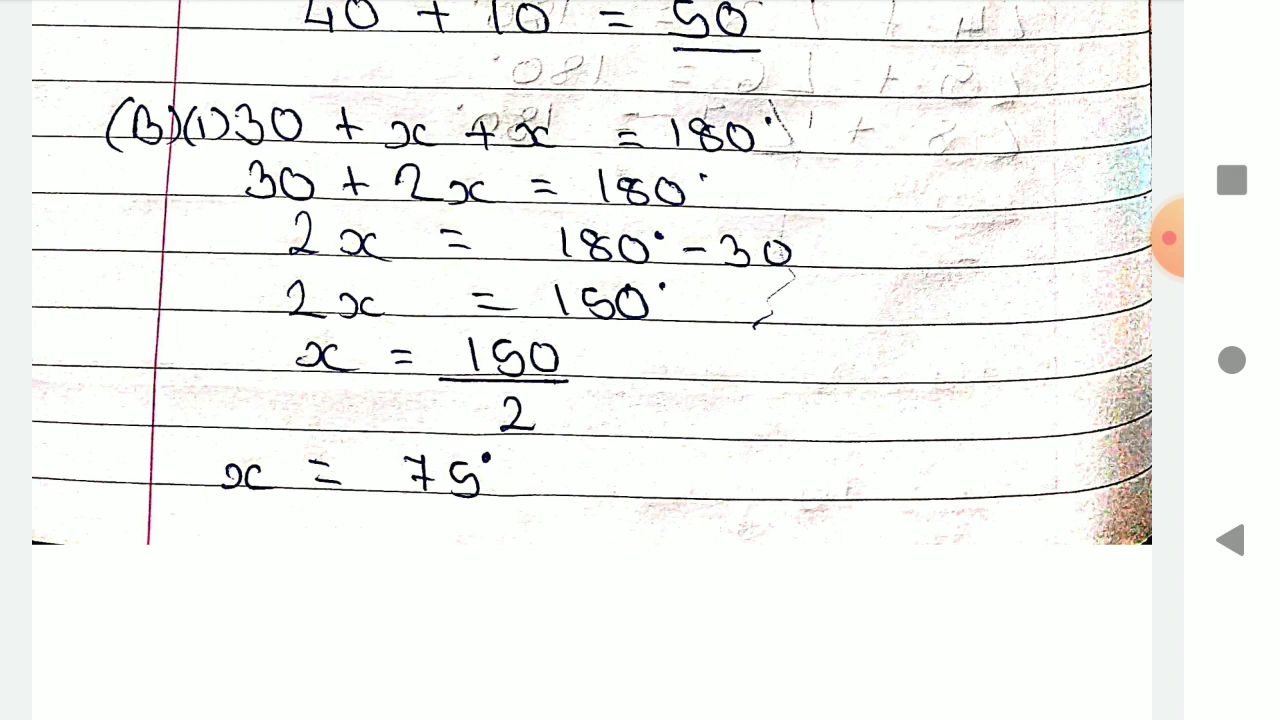 40 + 10 = 50
(B)(1) 30 + x + x = 180°
30 + 2x = 180°
2x = 180° - 30
2x = 150°
x = 150
2
x = 75°